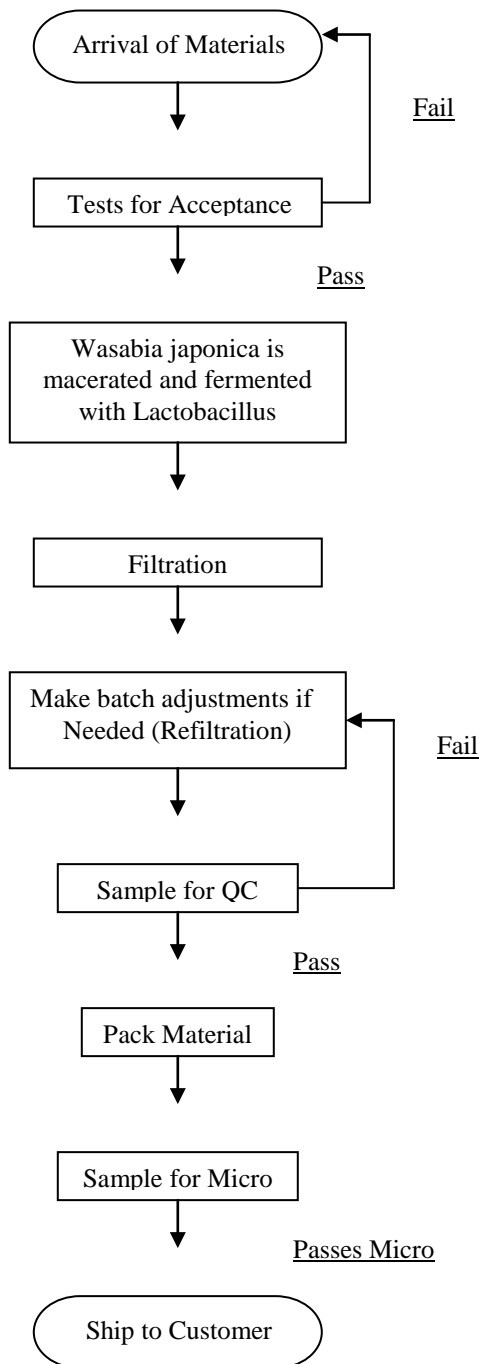 Arrival of Materials
Fail
Tests for Acceptance
Pass
Wasabia japonica is
macerated and fermented
with Lactobacillus
Filtration
Make batch adjustments if
Needed (Refiltration)
Fail
Sample for QC
Pass
Pack Material
Sample for Micro
Passes Micro
Ship to Customer